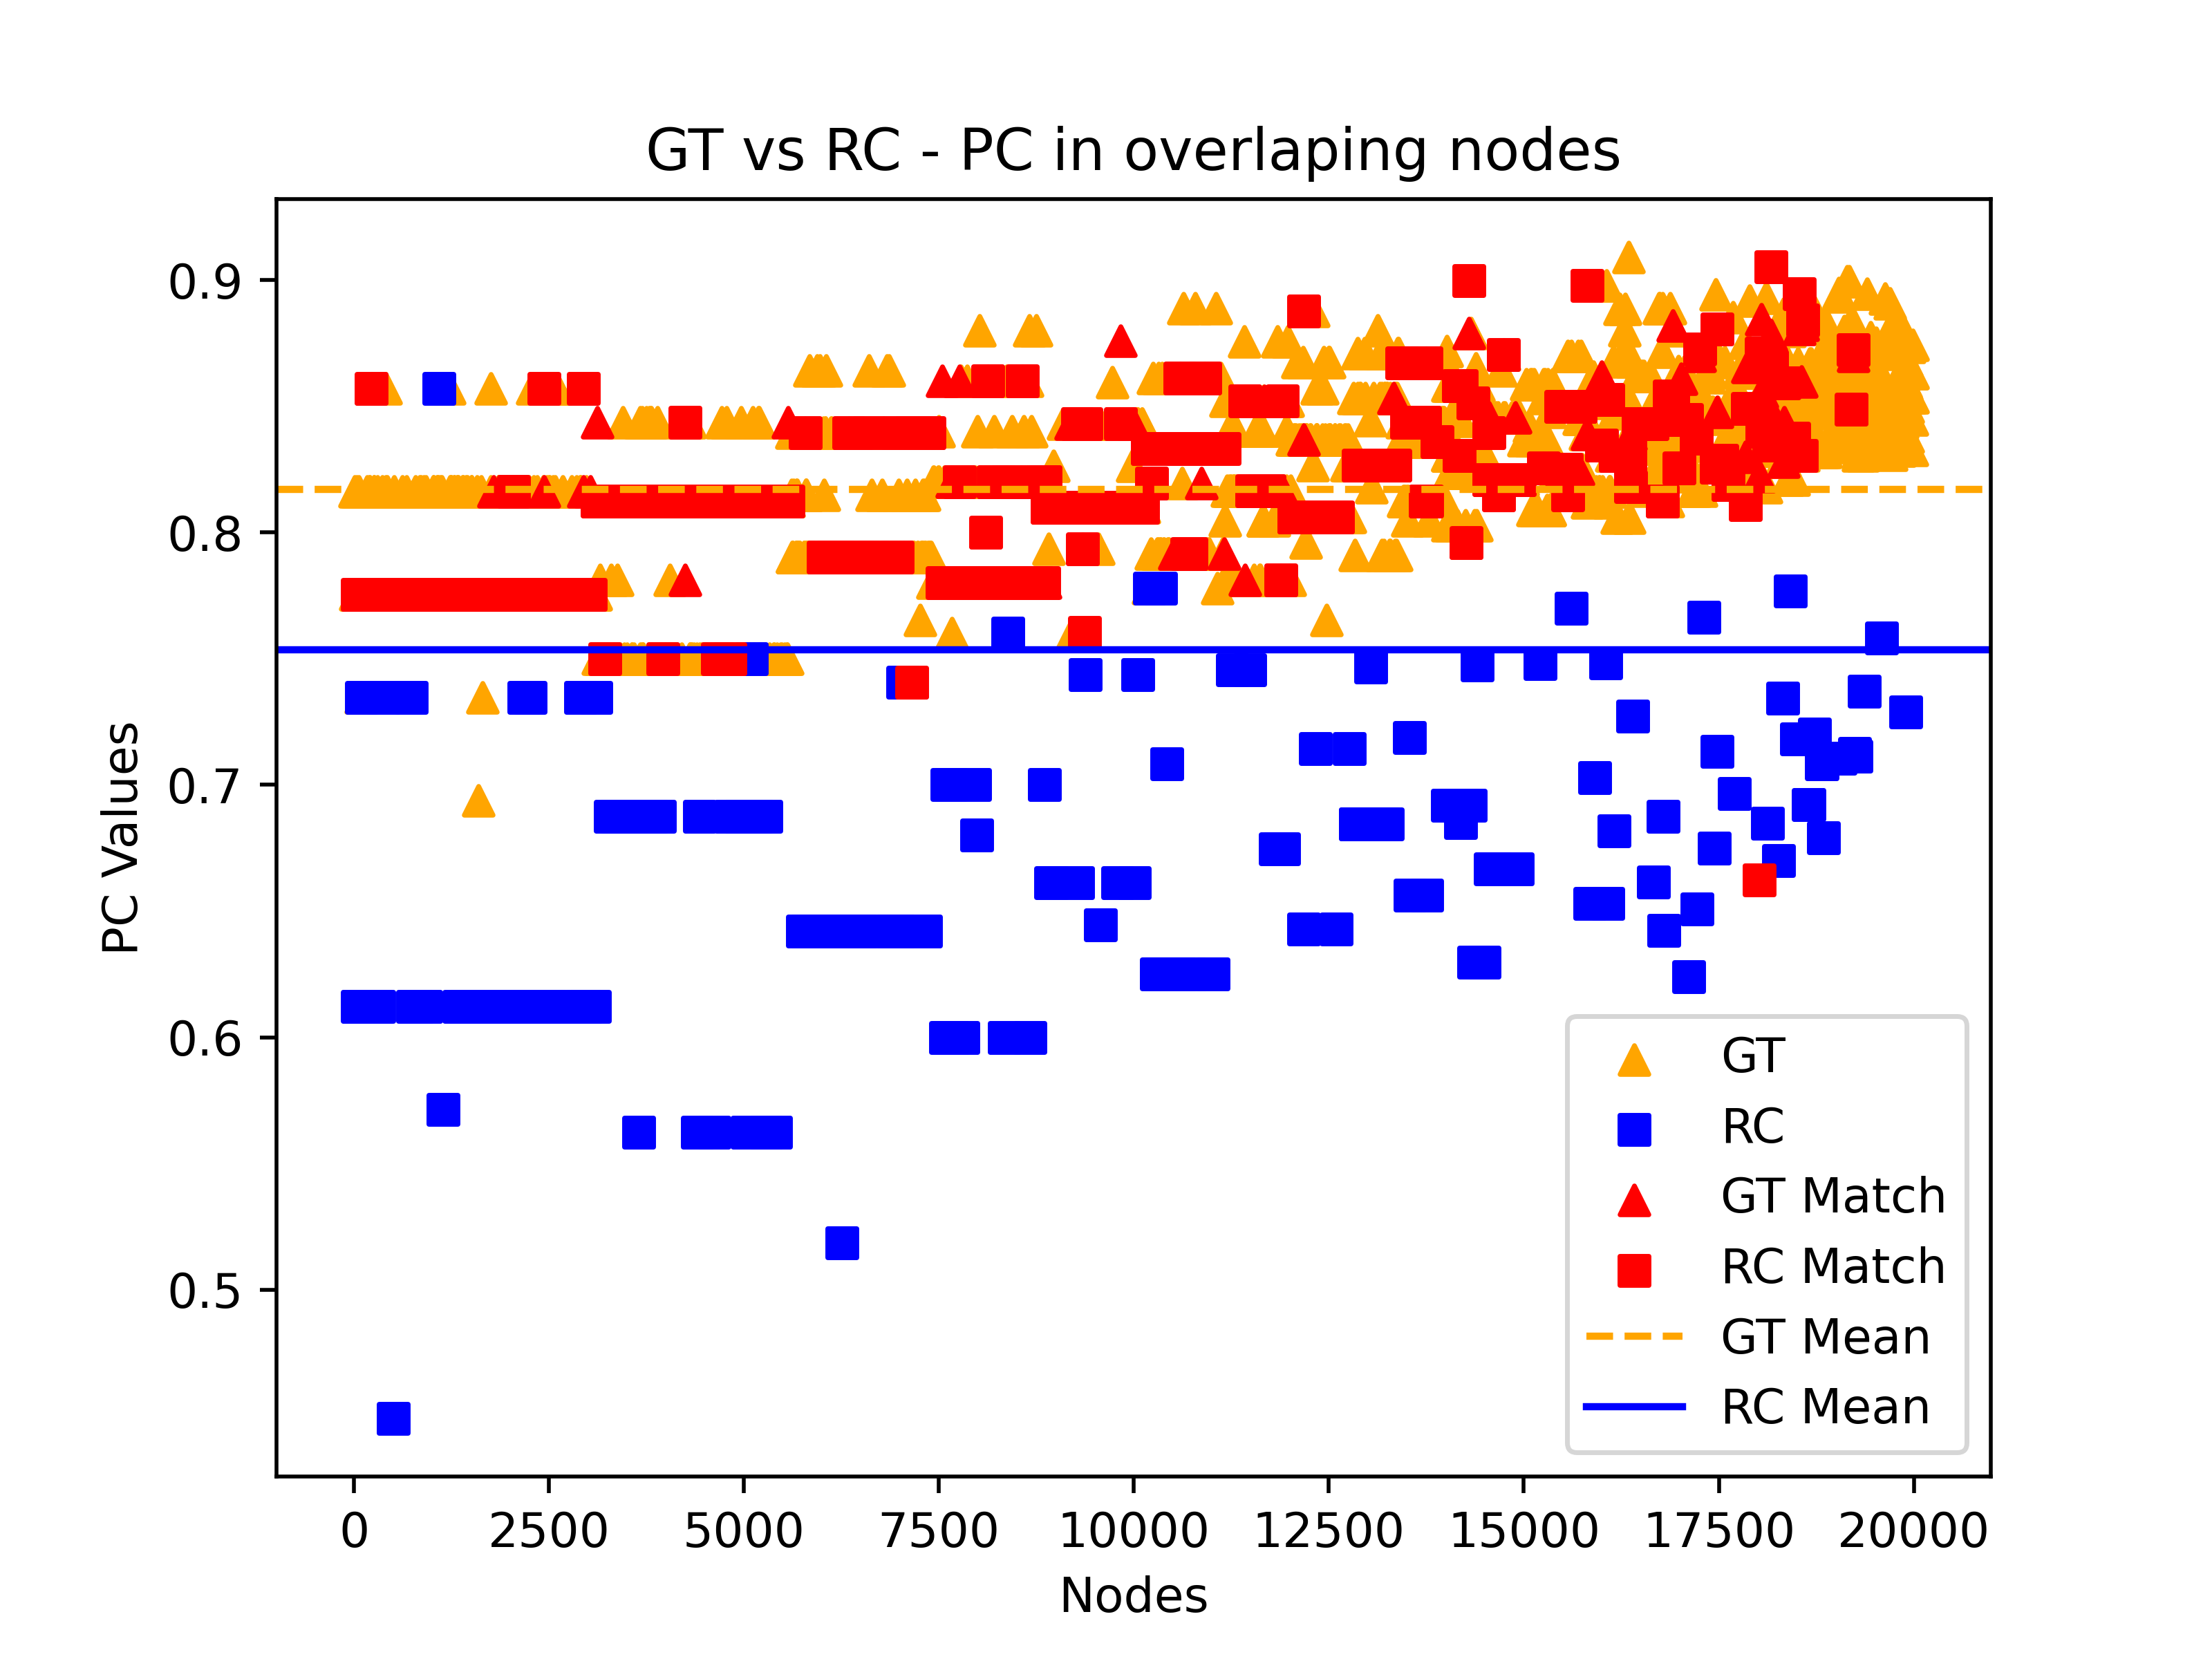 GT vs RC - PC in overlaping nodes
0.9
0.8
0.7
0.6
0.5
PC Values
0 2500 5000 7500 10000 12500 15000 17500 20000
Nodes
GT
RC
GT Match
RC Match
GT Mean
RC Mean